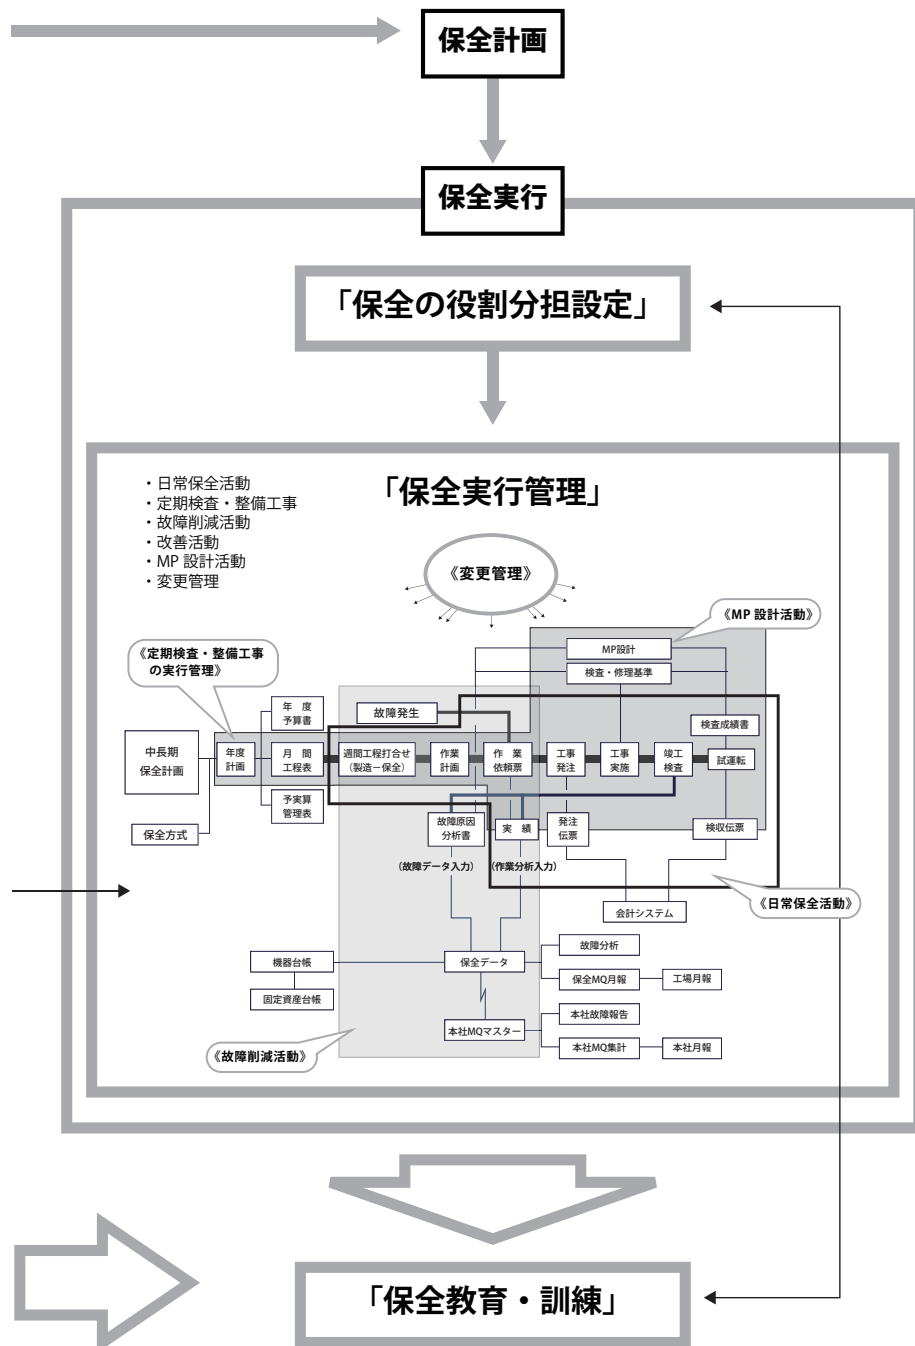 保全計画
保全実行
「保全の役割分担設定」
「保全実行管理」
・日常保全活動
・定期検査・整備工事
・故障削減活動
・改善活動
・MP 設計活動
・変更管理
《変更管理》
《MP 設計活動》
《定期検査・整備工事
の実行管理》
MP設計
検査・修理基準
年 度
予算書
故障発生
検査成績書
中長期
保全計画
年度
計画
月 間
工程表
週間工程打合せ
(製造－保全)
作業
計画
作 業
依頼票
工事
発注
工事
実施
竣工
検査
試運転
予実算
管理表
保全方式
故障原因
分析書
実 績
発注
伝票
検収伝票
(故障データ入力)
(作業分析入力)
会計システム
《日常保全活動》
機器台帳
保全データ
故障分析
保全MQ月報
工場月報
固定資産台帳
本社MQマスター
本社故障報告
本社MQ集計
本社月報
《故障削減活動》
「保全教育・訓練」